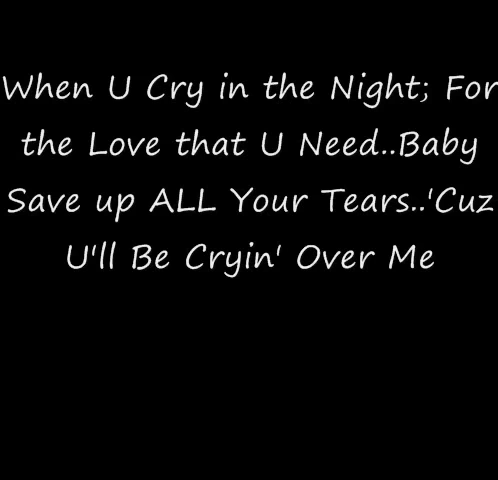 When U Cry in the Night; For
the Love that U Need..Baby
Save up ALL Your Tears..'Cuz
U'll Be Cryin' Over Me